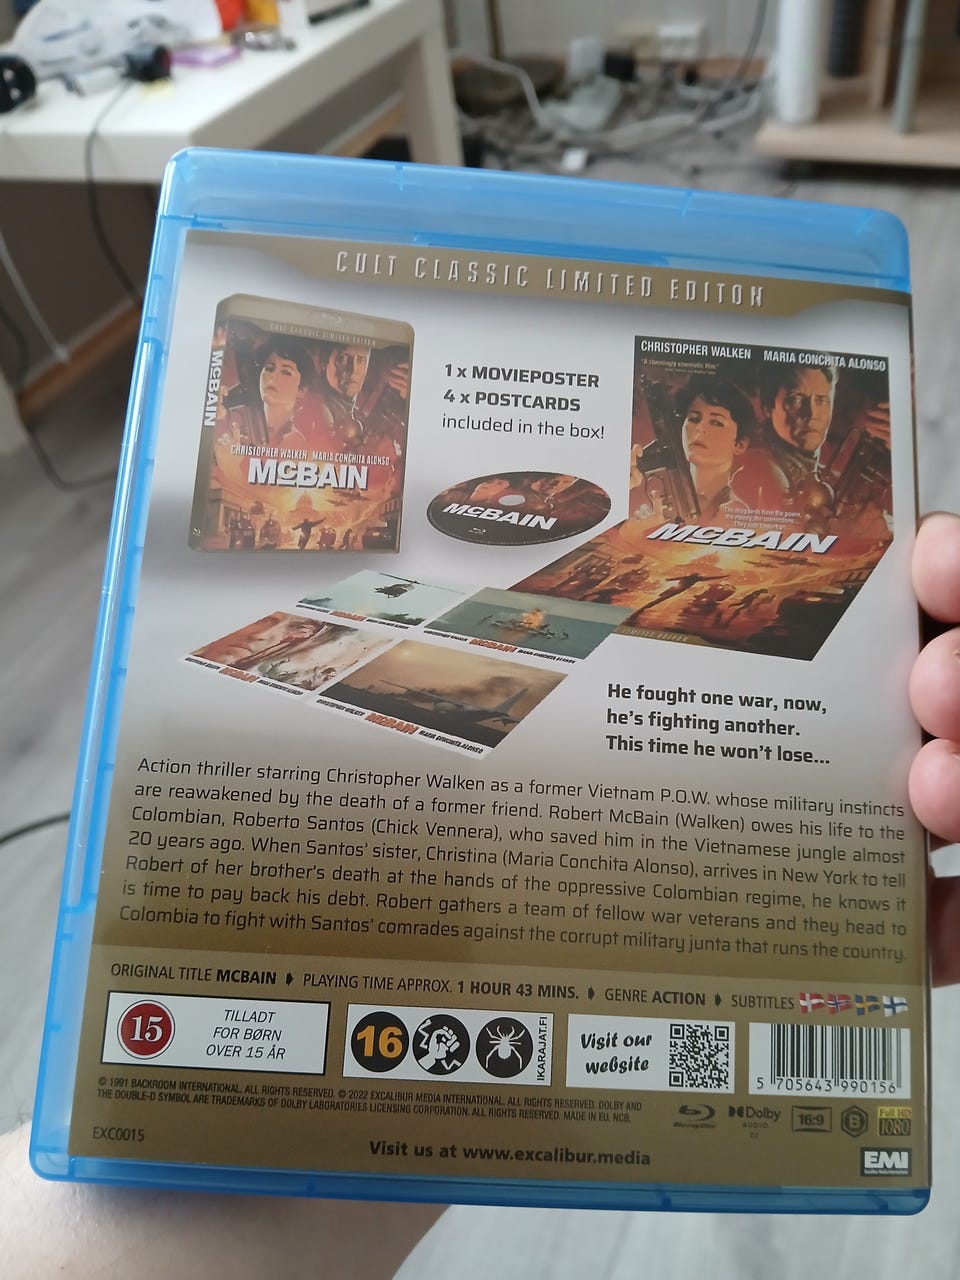 CULT CLASSIC LIMITED EDITON
CULT CLASSIC LIMITED EDITON
MCBAIN
CHRISTOPHER WALKEN MARIA CONCHITA ALONSO
MCBAIN
1 x MOVIEPOSTER
4 x POSTCARDS
included in the box!
MCBAIN
CHRISTOPHER WALKEN MARIA CONCHITA ALONSO
MCBAIN
LIMITED EDITON
MCBAIN
MCBAIN
MCBAIN
MCBAIN
CHRISTOPHER WALKEN MARIA CONCHITA ALONSO
He fought one war, now,
he's fighting another.
This time he won't lose...
Action thriller starring Christopher Walken as a former Vietnam P.O.W. whose military instincts
are reawakened by the death of a former friend. Robert McBain (Walken) owes his life to the
Colombian, Roberto Santos (Chick Vennera), who saved him in the Vietnamese jungle almost
20 years ago. When Santos' sister, Christina (Maria Conchita Alonso), arrives in New York to tell
Robert of her brother's death at the hands of the oppressive Colombian regime, he knows it
is time to pay back his debt. Robert gathers a team of fellow war veterans and they head to
Colombia to fight with Santos' comrades against the corrupt military junta that runs the country.
ORIGINAL TITLE MCBAIN PLAYING TIME APPROX. 1 HOUR 43 MINS. GENRE ACTION SUBTITLES
15
TILLADT
FOR BØRN
OVER 15 ÅR
16
IKARAJAT.FI
Visit our
website
5 705643 990156
© 1991 BACKROOM INTERNATIONAL. ALL RIGHTS RESERVED. © 2022 EXCALIBUR MEDIA INTERNATIONAL. ALL RIGHTS RESERVED. DOLBY AND
THE DOUBLE-D SYMBOL ARE TRADEMARKS OF DOLBY LABORATORIES LICENSING CORPORATION. ALL RIGHTS RESERVED. MADE IN EU. NCB.
Blu-ray Disc
Dolby
AUDIO
2.0
16:9
B
Full HD
1080
EXC0015
Visit us at www.excalibur.media
EMI